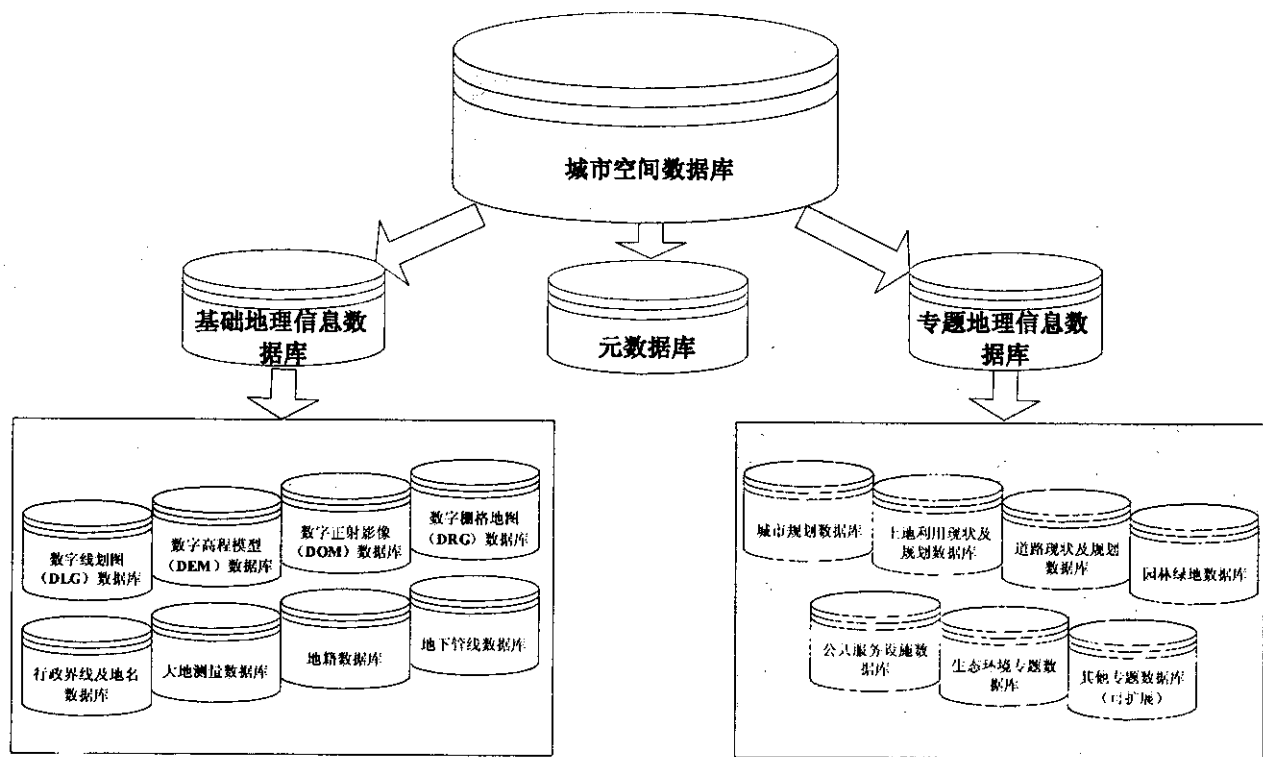 城市空间数据库
基础地理信息数
据库
元数据库
专题地理信息数
据库
数字线划图
（DLG）数据库
数字高程模型
（DEM）数据库
数字正射影像
（DOM）数据库
数字栅格地图
（DRG）数据库
行政界线及地名
数据库
大地测量数据库
地籍数据库
地下管线数据库
城市规划数据库
土地利用现状及
规划数据库
道路现状及规划
数据库
园林绿地数据库
公共服务设施数
据库
生态环境专题数
据库
其他专题数据库
（可扩展）